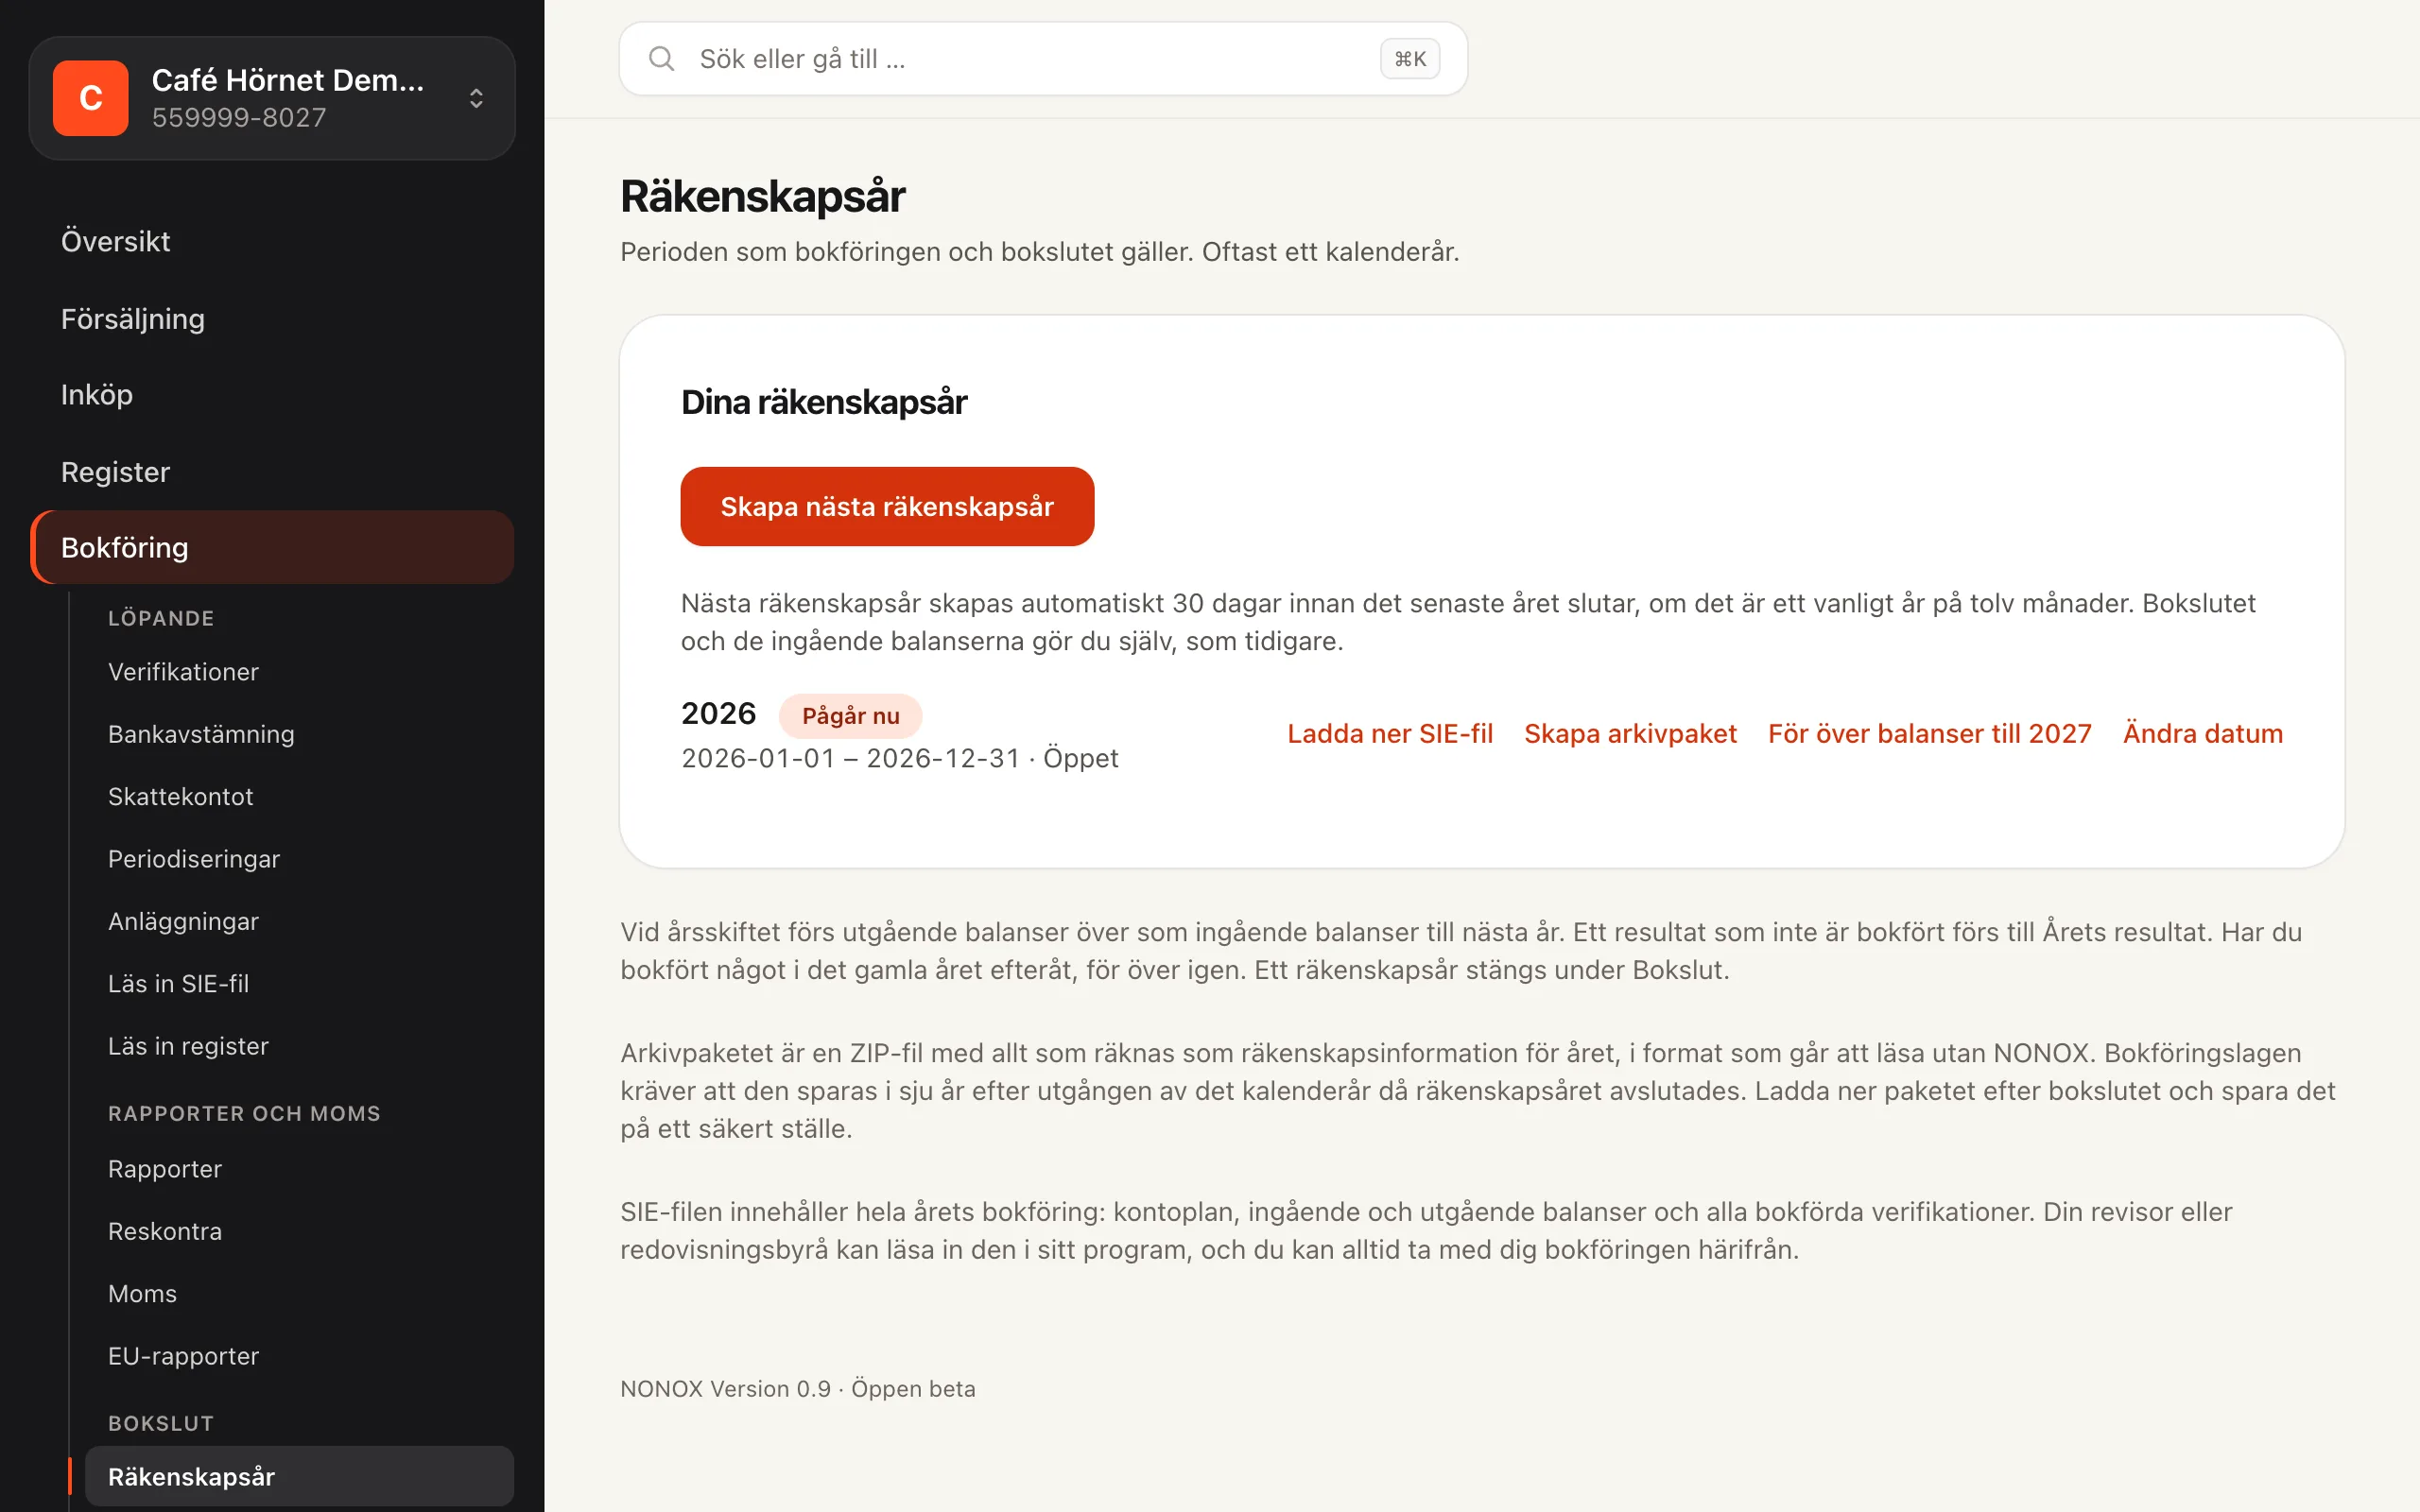 C
Café Hörnet Dem...
559999-8027
Översikt
Försäljning
Inköp
Register
Bokföring
LÖPANDE
Verifikationer
Bankavstämning
Skattekontot
Periodiseringar
Anläggningar
Läs in SIE-fil
Läs in register
RAPPORTER OCH MOMS
Rapporter
Reskontra
Moms
EU-rapporter
BOKSLUT
Räkenskapsår
Sök eller gå till ...
⌘K
Räkenskapsår
Perioden som bokföringen och bokslutet gäller. Oftast ett kalenderår.
Dina räkenskapsår
Skapa nästa räkenskapsår
Nästa räkenskapsår skapas automatiskt 30 dagar innan det senaste året slutar, om det är ett vanligt år på tolv månader. Bokslutet
och de ingående balanserna gör du själv, som tidigare.
2026 Pågår nu
2026-01-01 – 2026-12-31 · Öppet
Ladda ner SIE-fil Skapa arkivpaket För över balanser till 2027 Ändra datum
Vid årsskiftet förs utgående balanser över som ingående balanser till nästa år. Ett resultat som inte är bokfört förs till Årets resultat. Har du
bokfört något i det gamla året efteråt, för över igen. Ett räkenskapsår stängs under Bokslut.
Arkivpaketet är en ZIP-fil med allt som räknas som räkenskapsinformation för året, i format som går att läsa utan NONOX. Bokföringslagen
kräver att den sparas i sju år efter utgången av det kalenderår då räkenskapsåret avslutades. Ladda ner paketet efter bokslutet och spara det
på ett säkert ställe.
SIE-filen innehåller hela årets bokföring: kontoplan, ingående och utgående balanser och alla bokförda verifikationer. Din revisor eller
redovisningsbyrå kan läsa in den i sitt program, och du kan alltid ta med dig bokföringen härifrån.
NONOX Version 0.9 · Öppen beta